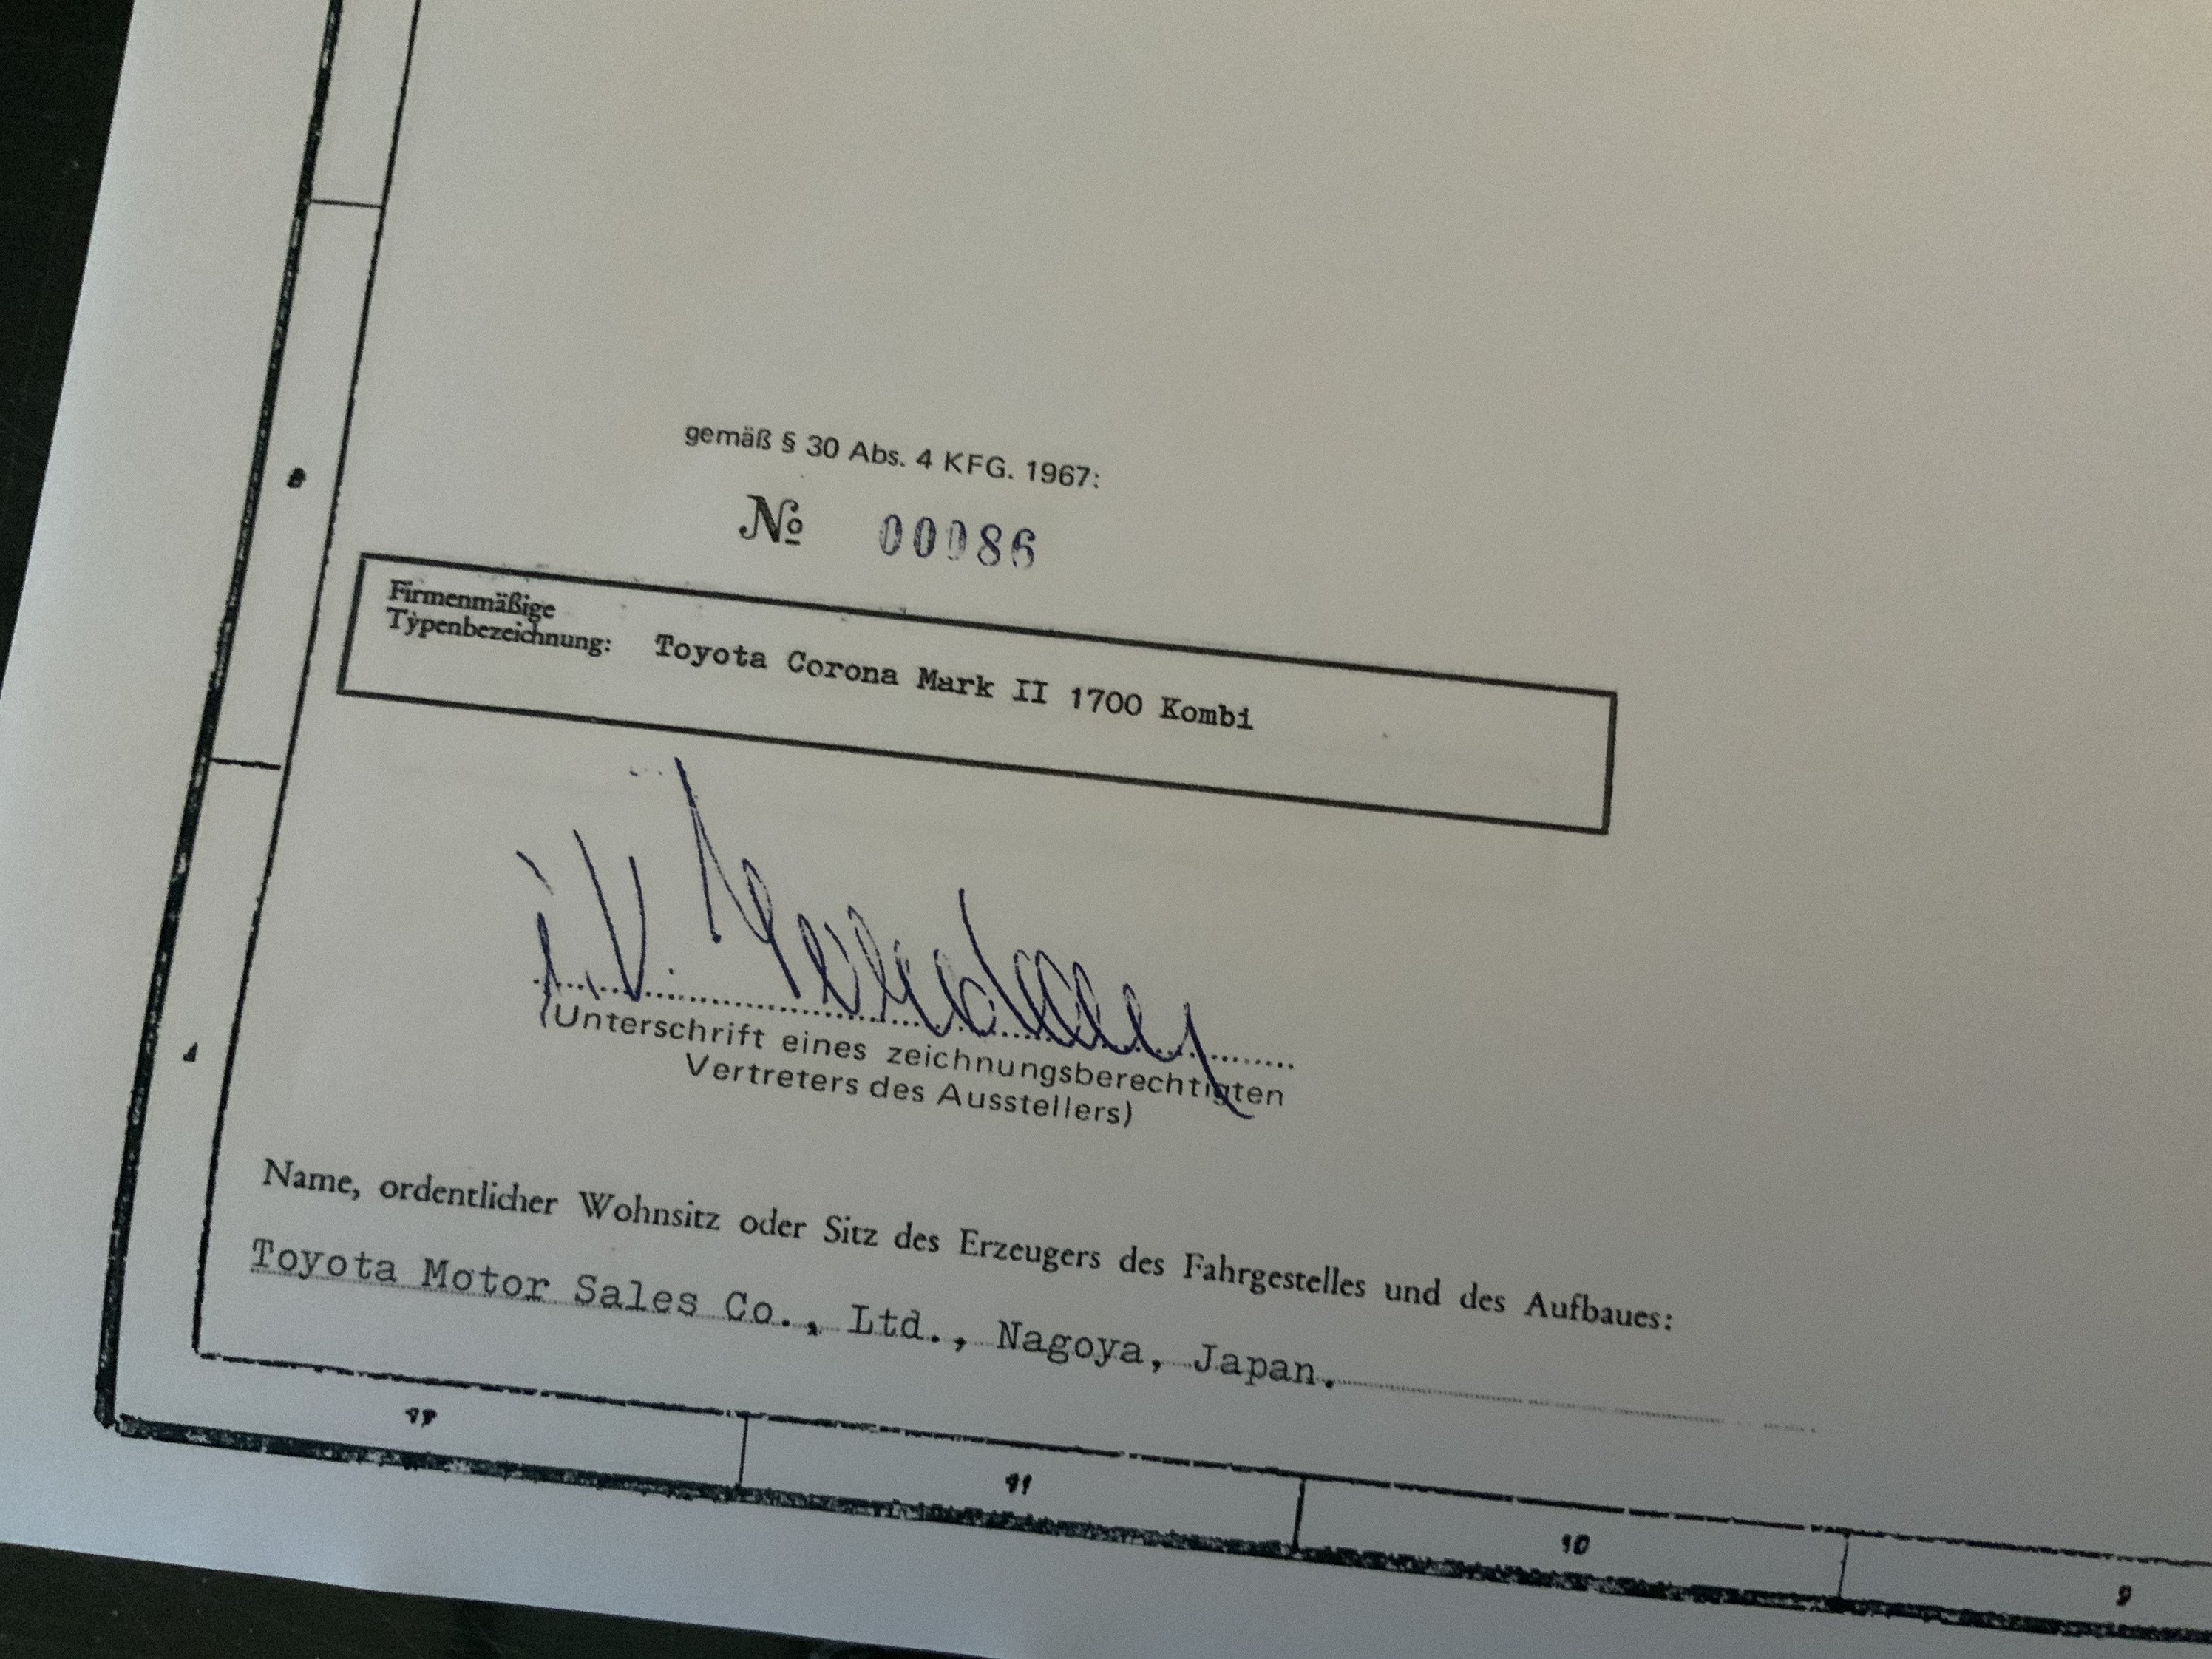 B
gemäß § 30 Abs. 4 KFG. 1967:
№ 00086
Firmenmäßige
Typenbezeichnung: Toyota Corona Mark II 1700 Kombi
i.V.
(Unterschrift eines zeichnungsberechtigten
Vertreters des Ausstellers)
A
Name, ordentlicher Wohnsitz oder Sitz des Erzeugers des Fahrgestelles und des Aufbaues:
Toyota Motor Sales Co., Ltd., Nagoya, Japan.
11
10
9